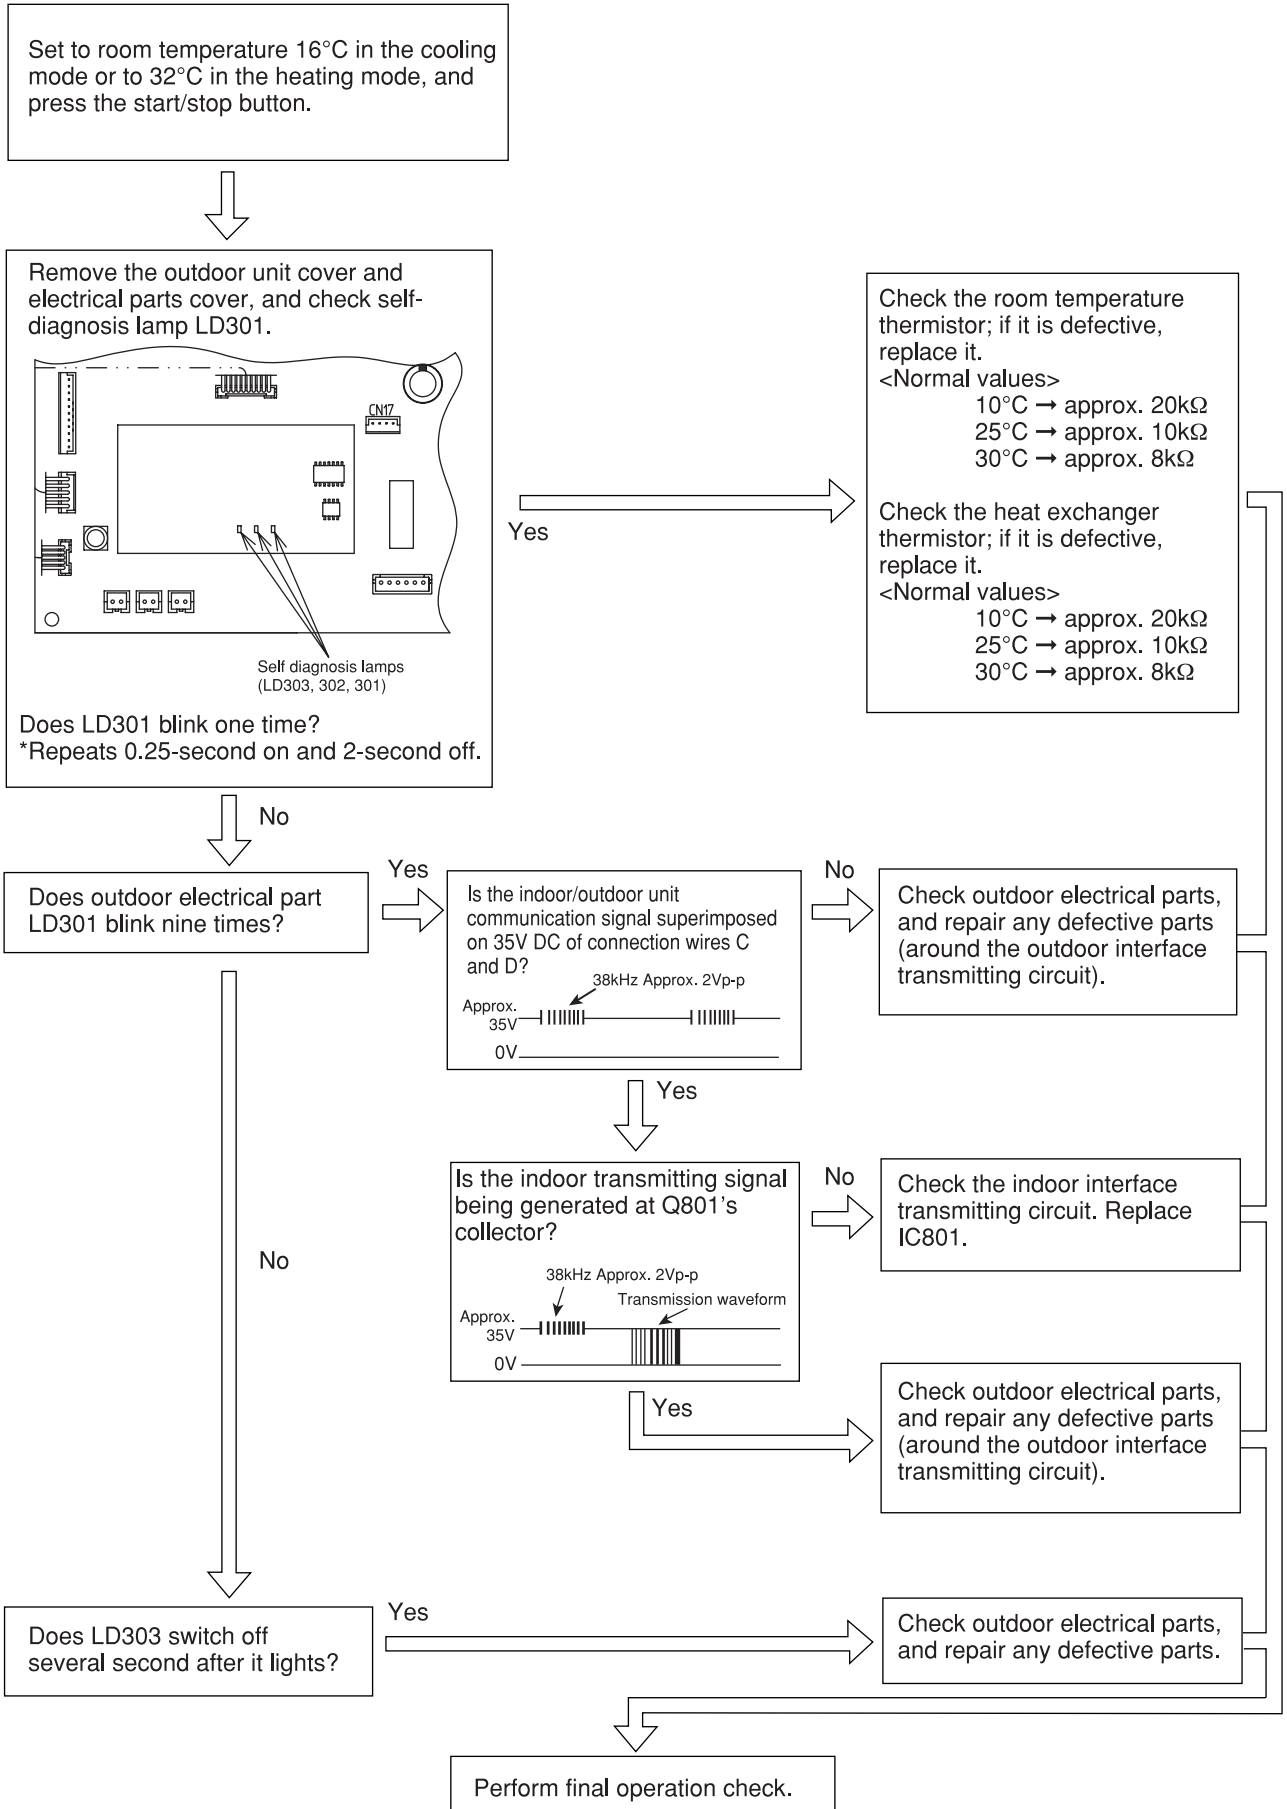 Set to room temperature 16°C in the cooling
mode or to 32°C in the heating mode, and
press the start/stop button.
Remove the outdoor unit cover and
electrical parts cover, and check self-
diagnosis lamp LD301.
CN17
Self diagnosis lamps
(LD303, 302, 301)
Does LD301 blink one time?
*Repeats 0.25-second on and 2-second off.
Yes
Check the room temperature
thermistor; if it is defective,
replace it.
<Normal values>
10°C → approx. 20kΩ
25°C → approx. 10kΩ
30°C → approx. 8kΩ
Check the heat exchanger
thermistor; if it is defective,
replace it.
<Normal values>
10°C → approx. 20kΩ
25°C → approx. 10kΩ
30°C → approx. 8kΩ
No
Does outdoor electrical part
LD301 blink nine times?
Yes
Is the indoor/outdoor unit
communication signal superimposed
on 35V DC of connection wires C
and D?
38kHz Approx. 2Vp-p
Approx.
35V
0V
No
Check outdoor electrical parts,
and repair any defective parts
(around the outdoor interface
transmitting circuit).
Yes
Is the indoor transmitting signal
being generated at Q801's
collector?
38kHz Approx. 2Vp-p
Transmission waveform
Approx.
35V
0V
No
Check the indoor interface
transmitting circuit. Replace
IC801.
Yes
Check outdoor electrical parts,
and repair any defective parts
(around the outdoor interface
transmitting circuit).
No
Does LD303 switch off
several second after it lights?
Yes
Check outdoor electrical parts,
and repair any defective parts.
Perform final operation check.